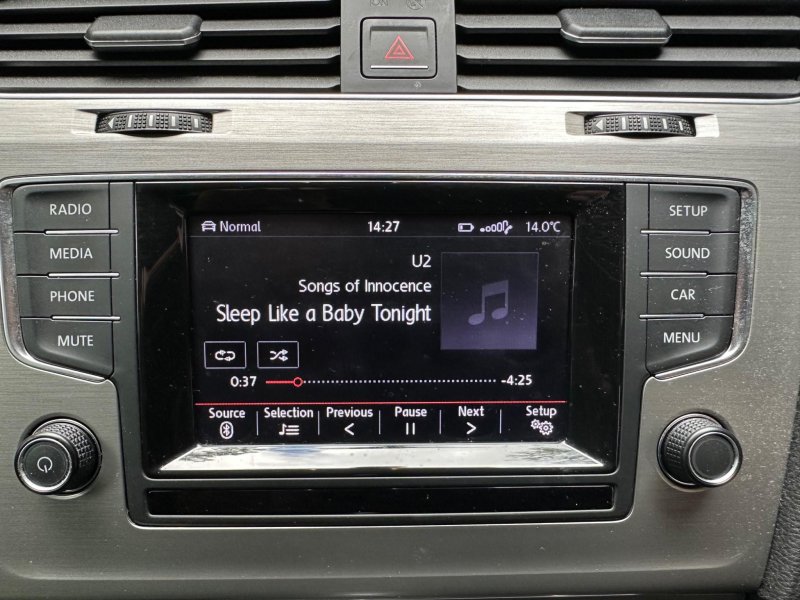 RADIO
MEDIA
PHONE
MUTE
Normal
14:27
14.0°C
U2
Songs of Innocence
Sleep Like a Baby Tonight
0:37
-4:25
Source
Selection
Previous
Pause
Next
Setup
SETUP
SOUND
CAR
MENU